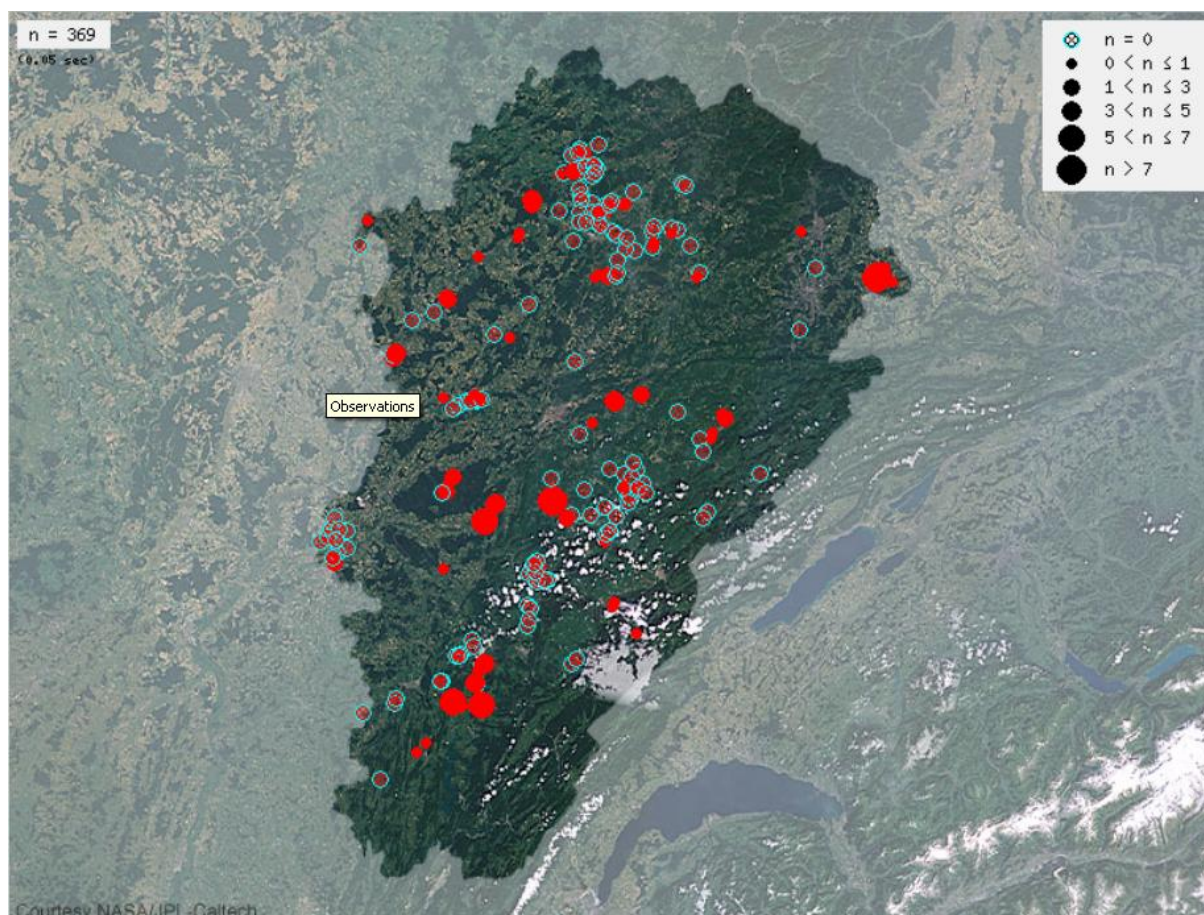 n = 369
(0.05 sec)
n = 0
0 < n ≤ 1
1 < n ≤ 3
3 < n ≤ 5
5 < n ≤ 7
n > 7
Observations
Courtesy NASA/JPL-Caltech